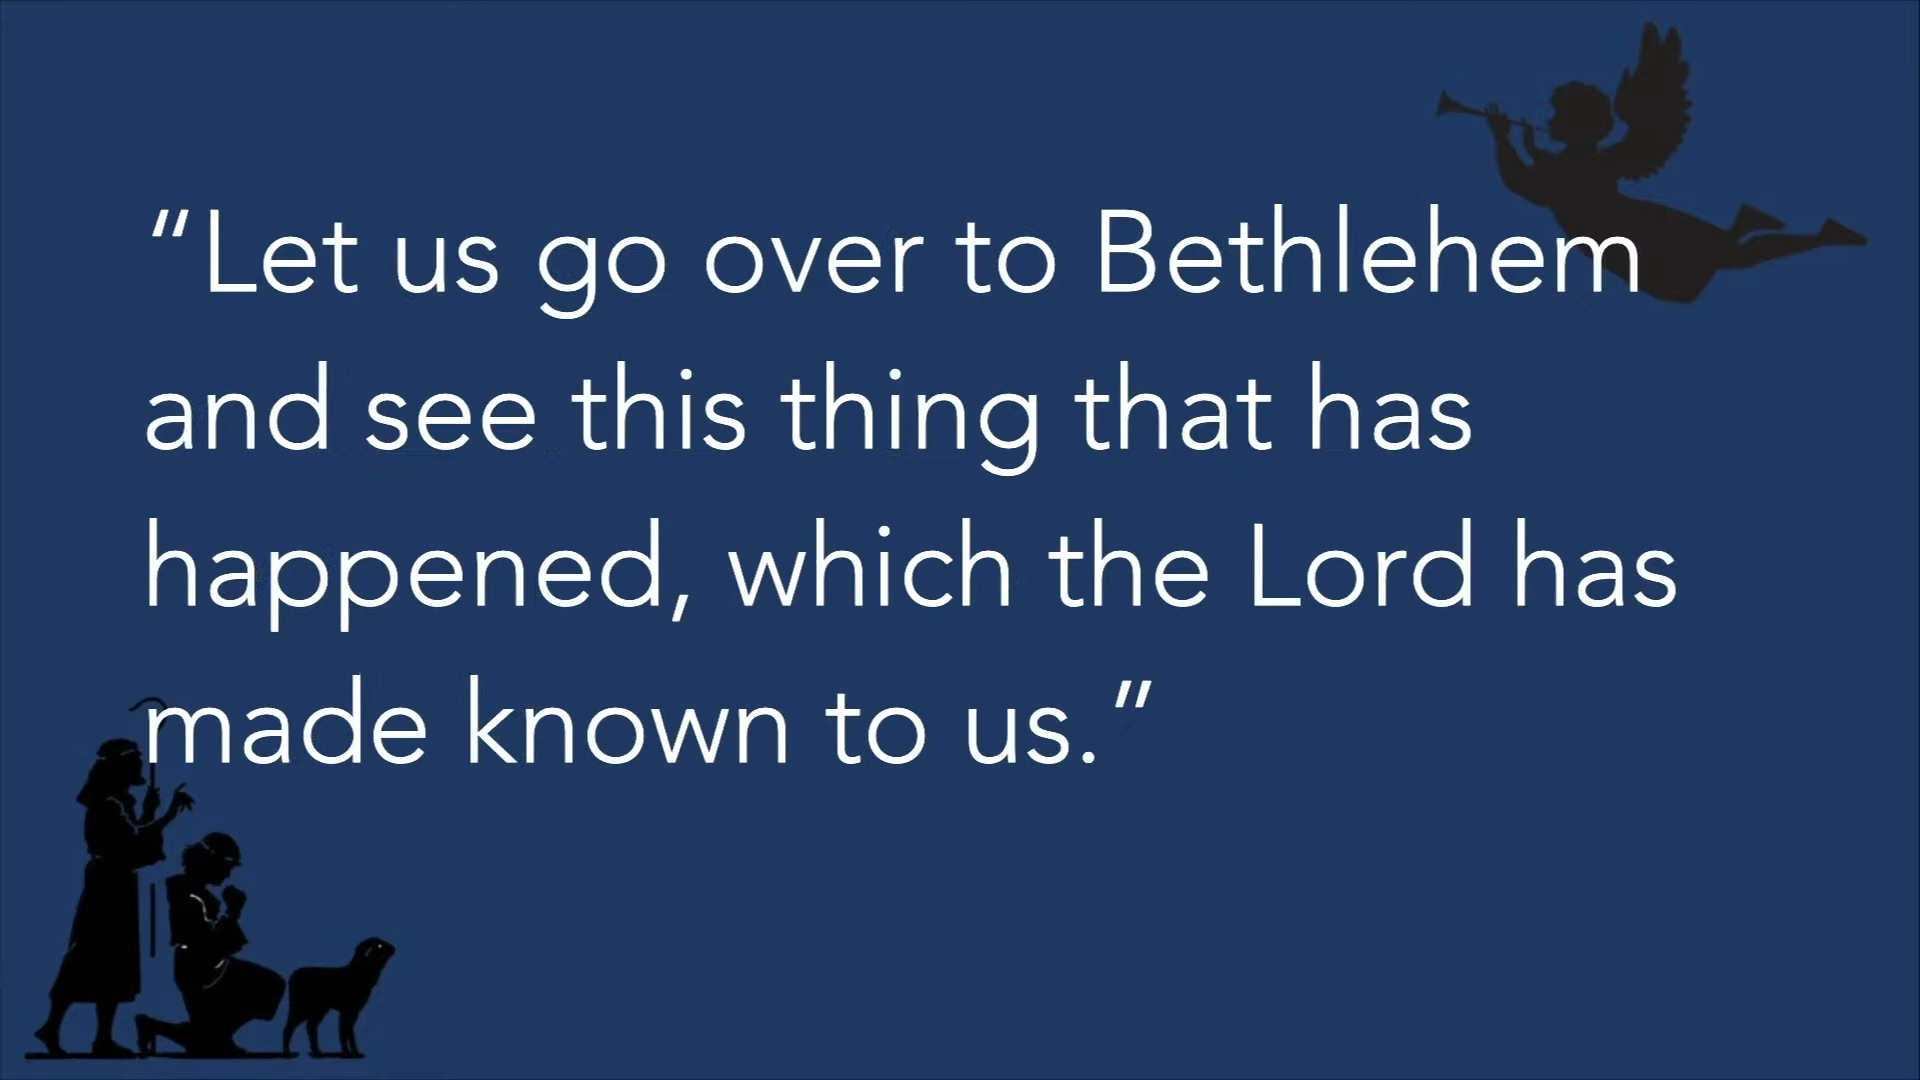 “Let us go over to Bethlehem
and see this thing that has
happened, which the Lord has
made known to us.”